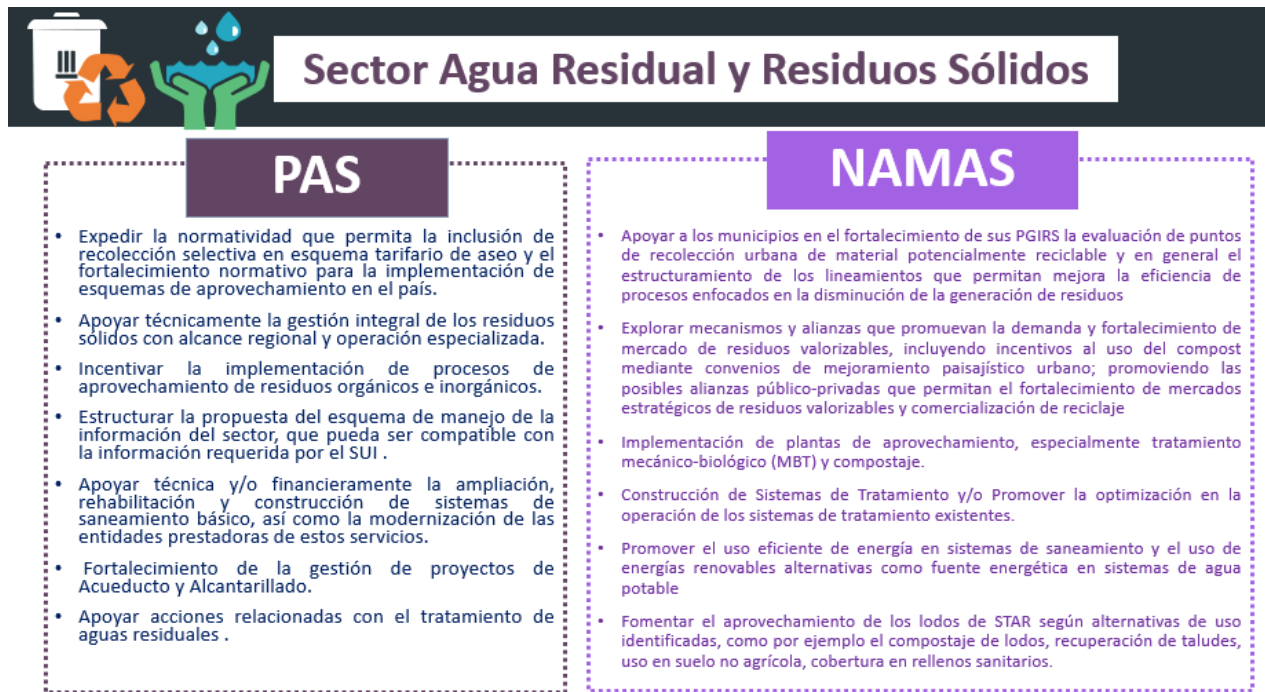 Sector Agua Residual y Residuos Sólidos
PAS
• Expedir la normatividad que permita la inclusión de
recolección selectiva en esquema tarifario de aseo y el
fortalecimiento normativo para la implementación de
esquemas de aprovechamiento en el país.
• Apoyar técnicamente la gestión integral de los residuos
sólidos con alcance regional y operación especializada.
• Incentivar la implementación de procesos de
aprovechamiento de residuos orgánicos e inorgánicos.
• Estructurar la propuesta del esquema de manejo de la
información del sector, que pueda ser compatible con
la información requerida por el SUI .
• Apoyar técnica y/o financieramente la ampliación,
rehabilitación y construcción de sistemas de
saneamiento básico, así como la modernización de las
entidades prestadoras de estos servicios.
• Fortalecimiento de la gestión de proyectos de
Acueducto y Alcantarillado.
• Apoyar acciones relacionadas con el tratamiento de
aguas residuales .
NAMAS
• Apoyar a los municipios en el fortalecimiento de sus PGIRS la evaluación de puntos
de recolección urbana de material potencialmente reciclable y en general el
estructuramiento de los lineamientos que permitan mejora la eficiencia de
procesos enfocados en la disminución de la generación de residuos
• Explorar mecanismos y alianzas que promuevan la demanda y fortalecimiento de
mercado de residuos valorizables, incluyendo incentivos al uso del compost
mediante convenios de mejoramiento paisajístico urbano; promoviendo las
posibles alianzas público-privadas que permitan el fortalecimiento de mercados
estratégicos de residuos valorizables y comercialización de reciclaje
• Implementación de plantas de aprovechamiento, especialmente tratamiento
mecánico-biológico (MBT) y compostaje.
• Construcción de Sistemas de Tratamiento y/o Promover la optimización en la
operación de los sistemas de tratamiento existentes.
• Promover el uso eficiente de energía en sistemas de saneamiento y el uso de
energías renovables alternativas como fuente energética en sistemas de agua
potable
• Fomentar el aprovechamiento de los lodos de STAR según alternativas de uso
identificadas, como por ejemplo el compostaje de lodos, recuperación de taludes,
uso en suelo no agrícola, cobertura en rellenos sanitarios.